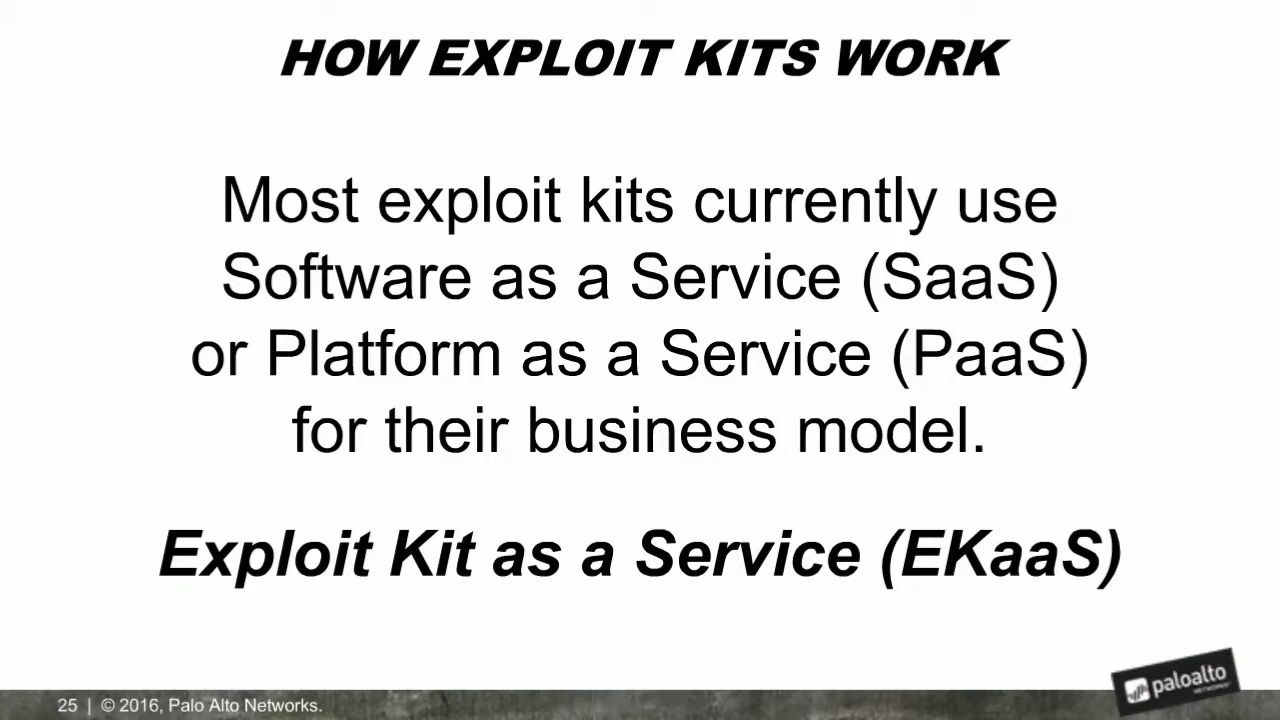 HOW EXPLOIT KITS WORK
Most exploit kits currently use
Software as a Service (SaaS)
or Platform as a Service (PaaS)
for their business model.
Exploit Kit as a Service (EKaaS)
25 | © 2016, Palo Alto Networks.
paloalto
NETWORKS